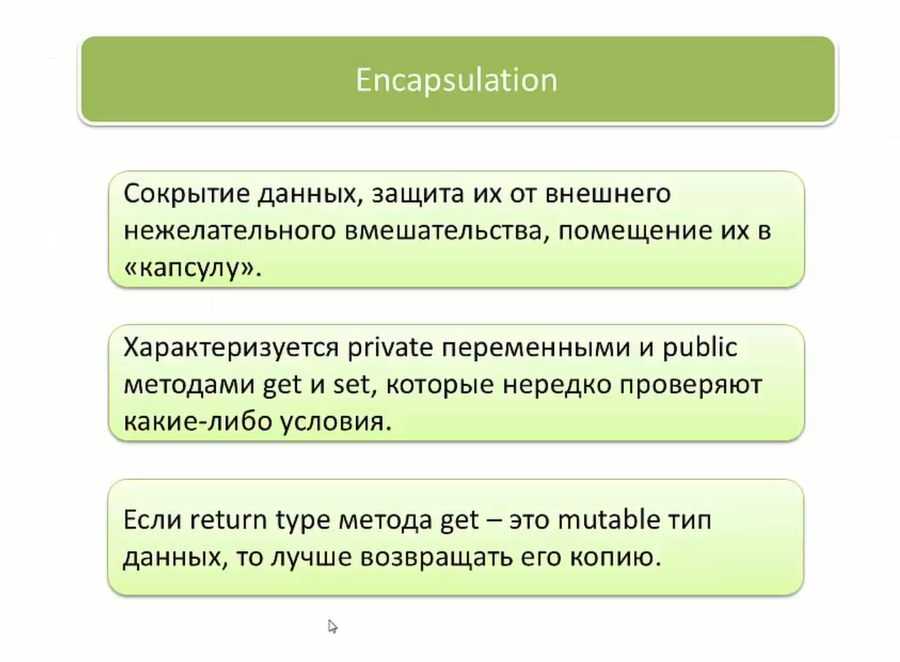 Encapsulation
Сокрытие данных, защита их от внешнего
нежелательного вмешательства, помещение их в
«капсулу».
Характеризуется private переменными и public
методами get и set, которые нередко проверяют
какие-либо условия.
Если return type метода get – это mutable тип
данных, то лучше возвращать его копию.